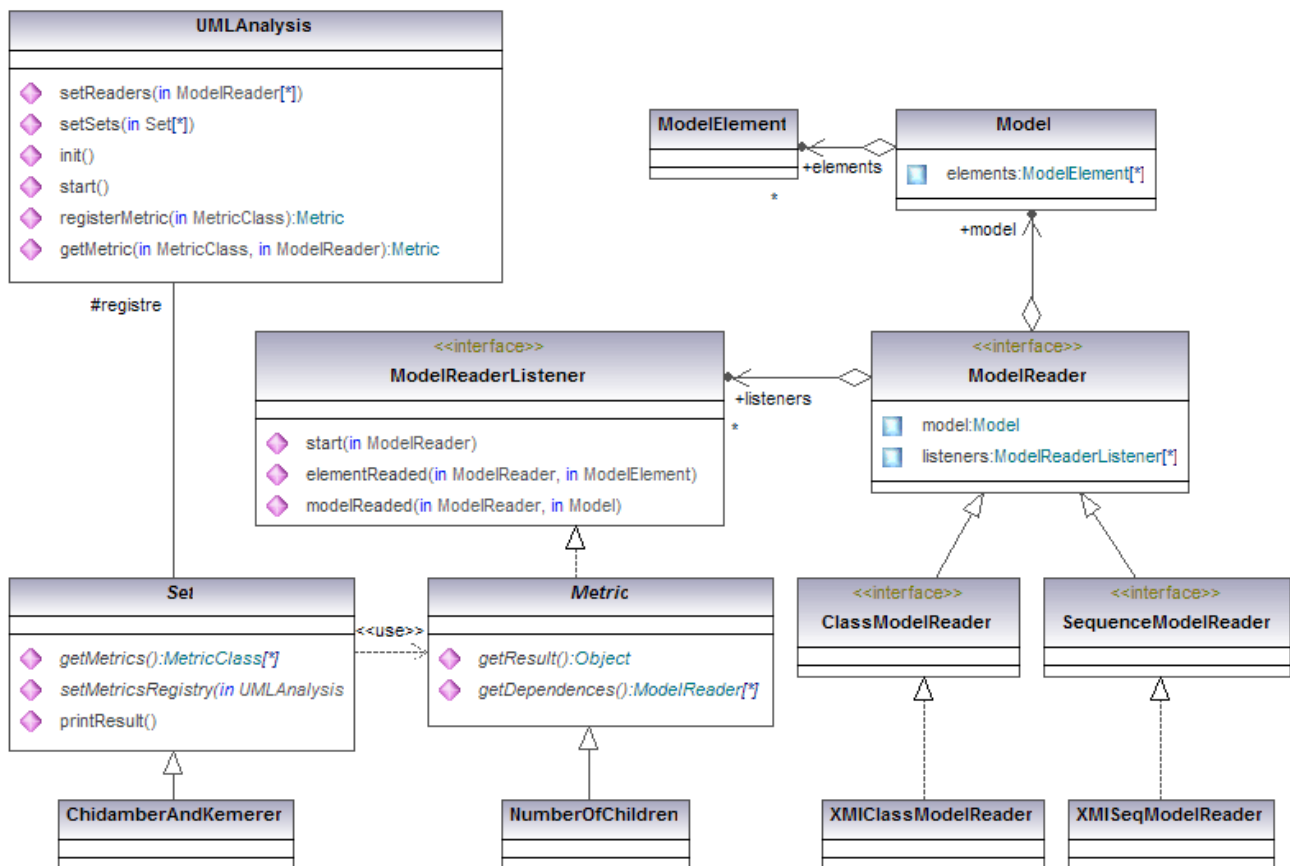 UMLAnalysis
setReaders(in ModelReader[*])
setSets(in Set[*])
init()
start()
registerMetric(in MetricClass):Metric
getMetric(in MetricClass, in ModelReader):Metric
#registre
ModelElement
+elements
*
Model
elements:ModelElement[*]
+model
<<interface>>
ModelReaderListener
start(in ModelReader)
elementReaded(in ModelReader, in ModelElement)
modelReaded(in ModelReader, in Model)
+listeners
*
<<interface>>
ModelReader
model:Model
listeners:ModelReaderListener[*]
Set
getMetrics():MetricClass[*]
setMetricsRegistry(in UMLAnalysis
printResult()
<<use>>
Metric
getResult():Object
getDependences():ModelReader[*]
<<interface>>
ClassModelReader
<<interface>>
SequenceModelReader
ChidamberAndKemerer
NumberOfChildren
XMIClassModelReader
XMISeqModelReader